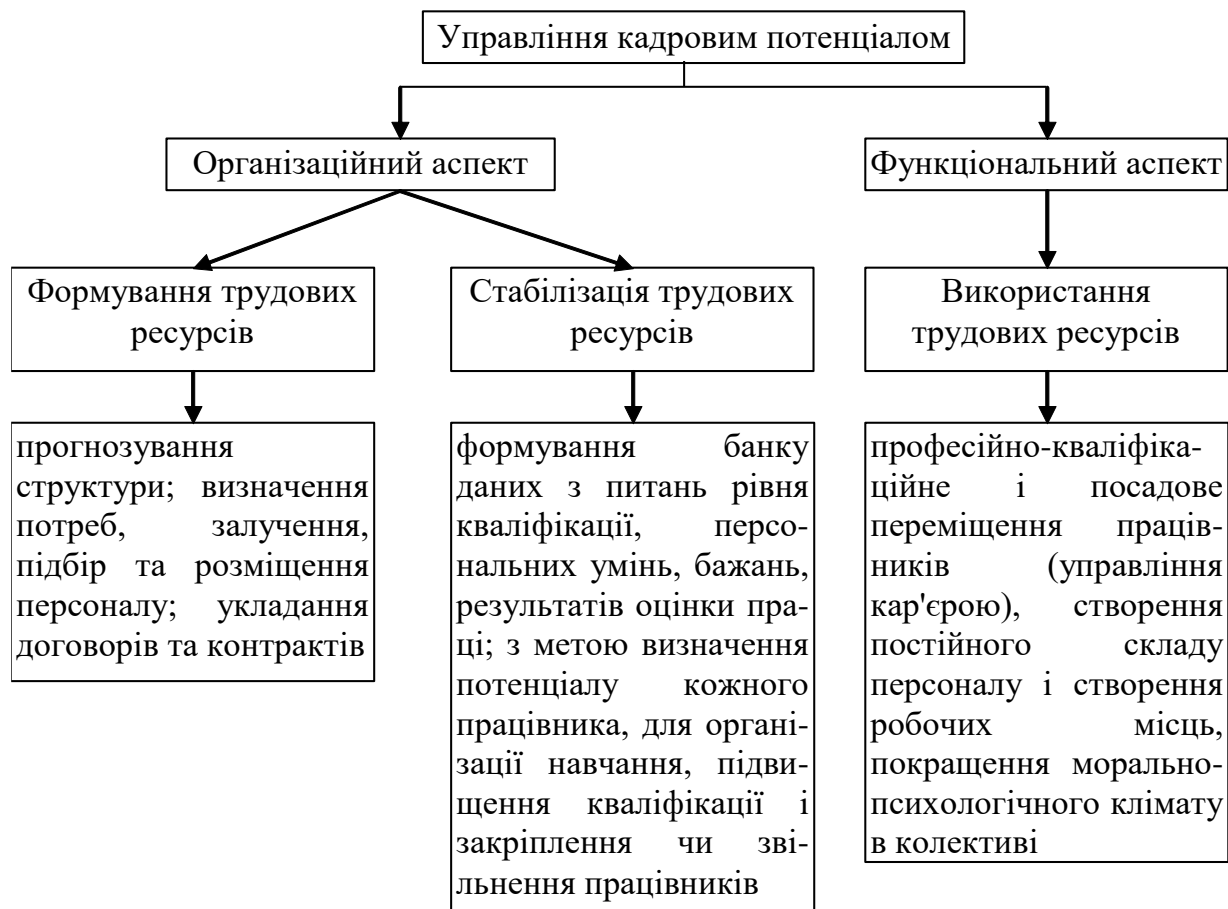 Управління кадровим потенціалом
Організаційний аспект
Функціональний аспект
Формування трудових
ресурсів
Стабілізація трудових
ресурсів
Використання
трудових ресурсів
прогнозування
структури; визначення
потреб, залучення,
підбір та розміщення
персоналу; укладання
договорів та контрактів
формування банку
даних з питань рівня
кваліфікації, персо-
нальних умінь, бажань,
результатів оцінки пра-
ці; з метою визначення
потенціалу кожного
працівника, для органі-
зації навчання, підви-
щення кваліфікації і
закріплення чи зві-
льнення працівників
професійно-кваліфіка-
ційне і посадове
переміщення праців-
ників (управління
кар'єрою), створення
постійного складу
персоналу і створення
робочих місць,
покращення морально-
психологічного клімату
в колективі